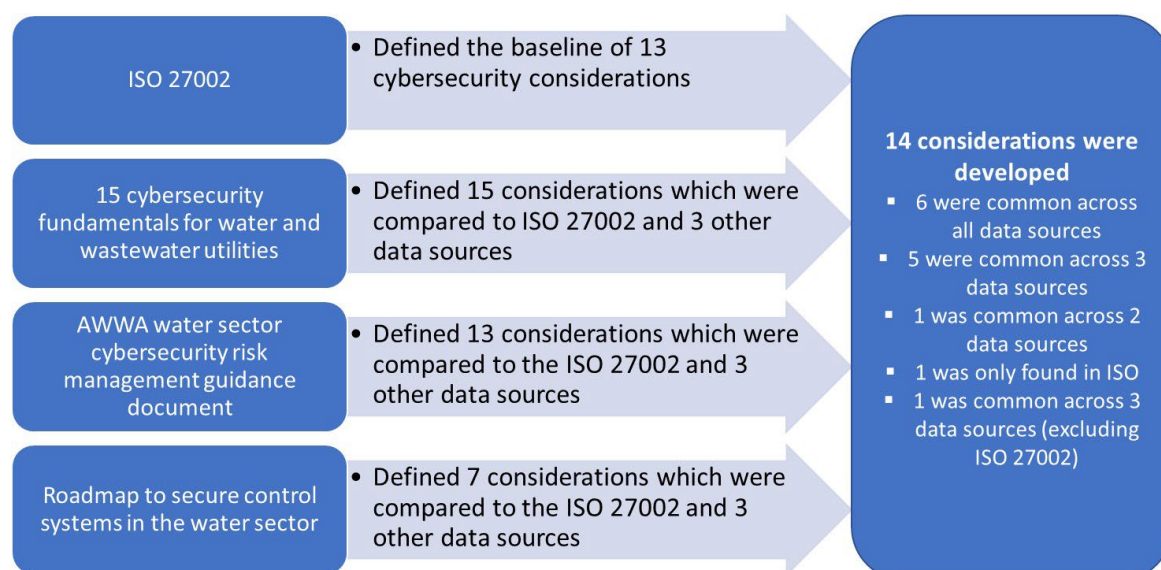 ISO 27002
• Defined the baseline of 13
cybersecurity considerations
15 cybersecurity
fundamentals for water and
wastewater utilities
• Defined 15 considerations which were
compared to ISO 27002 and 3 other
data sources
AWWA water sector
cybersecurity risk
management guidance
document
• Defined 13 considerations which were
compared to the ISO 27002 and 3
other data sources
Roadmap to secure control
systems in the water sector
• Defined 7 considerations which were
compared to the ISO 27002 and 3
other data sources
14 considerations were
developed
▪ 6 were common across
all data sources
▪ 5 were common across 3
data sources
▪ 1 was common across 2
data sources
▪ 1 was only found in ISO
▪ 1 was common across 3
data sources (excluding
ISO 27002)